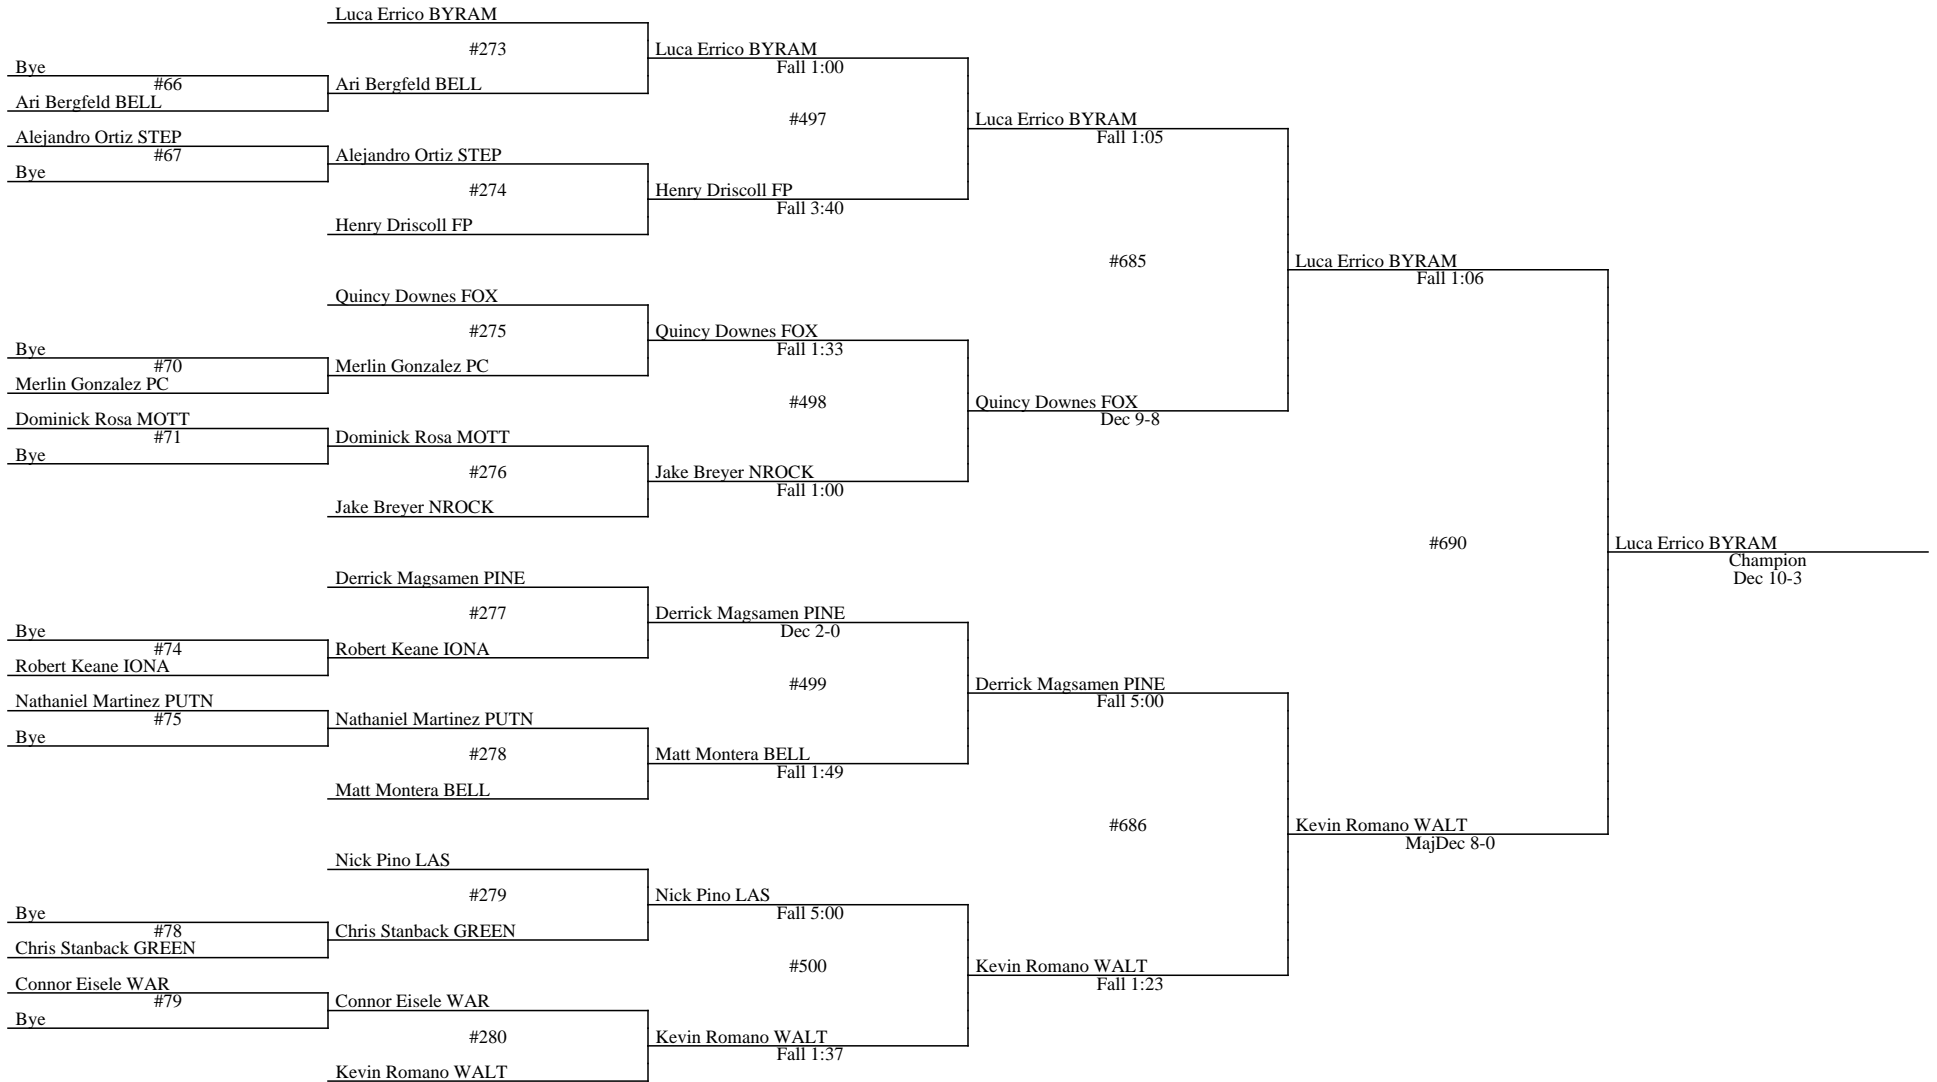 Luca Errico BYRAM
#273
Luca Errico BYRAM
Fall 1:00
Bye
#66
Ari Bergfeld BELL
Ari Bergfeld BELL
#497
Luca Errico BYRAM
Fall 1:05
Alejandro Ortiz STEP
#67
Alejandro Ortiz STEP
Bye
#274
Henry Driscoll FP
Fall 3:40
Henry Driscoll FP
#685
Luca Errico BYRAM
Fall 1:06
Quincy Downes FOX
#275
Quincy Downes FOX
Fall 1:33
Bye
#70
Merlin Gonzalez PC
Merlin Gonzalez PC
#498
Quincy Downes FOX
Dec 9-8
Dominick Rosa MOTT
#71
Dominick Rosa MOTT
Bye
#276
Jake Breyer NROCK
Fall 1:00
Jake Breyer NROCK
#690
Luca Errico BYRAM
Champion
Dec 10-3
Derrick Magsamen PINE
#277
Derrick Magsamen PINE
Dec 2-0
Bye
#74
Robert Keane IONA
Robert Keane IONA
#499
Derrick Magsamen PINE
Fall 5:00
Nathaniel Martinez PUTN
#75
Nathaniel Martinez PUTN
Bye
#278
Matt Montera BELL
Fall 1:49
Matt Montera BELL
#686
Kevin Romano WALT
MajDec 8-0
Nick Pino LAS
#279
Nick Pino LAS
Fall 5:00
Bye
#78
Chris Stanback GREEN
Chris Stanback GREEN
#500
Kevin Romano WALT
Fall 1:23
Connor Eisele WAR
#79
Connor Eisele WAR
Bye
#280
Kevin Romano WALT
Fall 1:37
Kevin Romano WALT